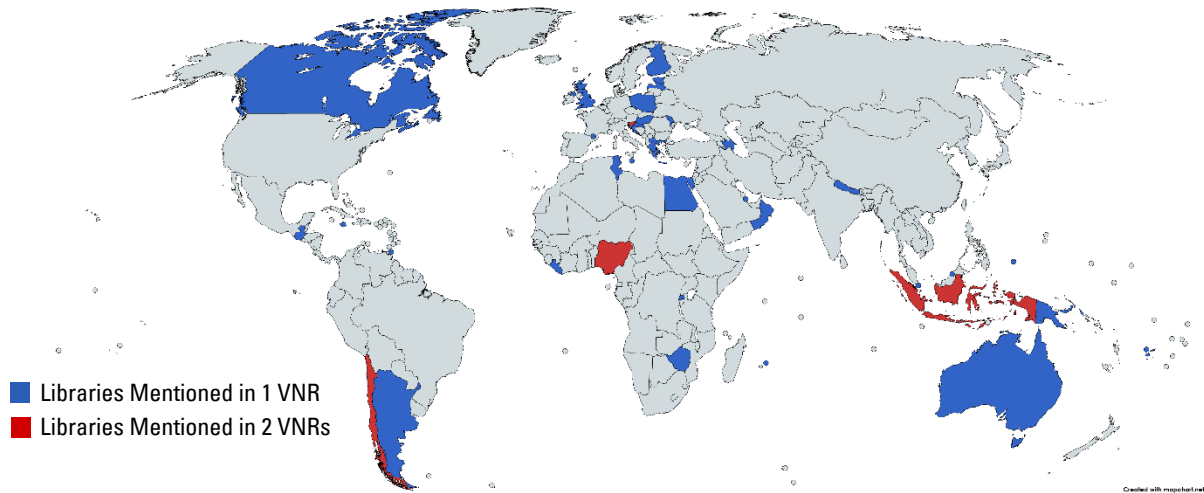 Libraries Mentioned in 1 VNR
Libraries Mentioned in 2 VNRs
Created with mapchart.net